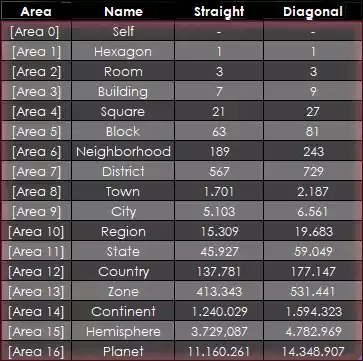 Area Name Straight Diagonal
[Area 0] Self - -
[Area 1] Hexagon 1 1
[Area 2] Room 3 3
[Area 3] Building 7 9
[Area 4] Square 21 27
[Area 5] Block 63 81
[Area 6] Neighborhood 189 243
[Area 7] District 567 729
[Area 8] Town 1.701 2.187
[Area 9] City 5.103 6.561
[Area 10] Region 15.309 19.683
[Area 11] State 45.927 59.049
[Area 12] Country 137.781 177.147
[Area 13] Zone 413.343 531.441
[Area 14] Continent 1.240.029 1.594.323
[Area 15] Hemisphere 3.729.087 4.782.969
[Area 16] Planet 11.160.261 14.348.907